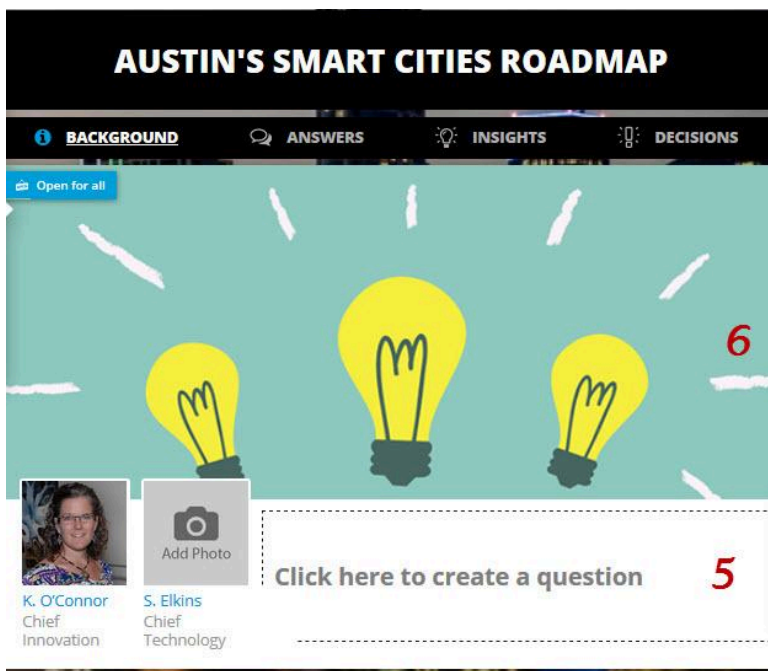 AUSTIN'S SMART CITIES ROADMAP
BACKGROUND ANSWERS INSIGHTS DECISIONS
Open for all
6
Add Photo
Click here to create a question 5
K. O'Connor S. Elkins
Chief Chief
Innovation Technology